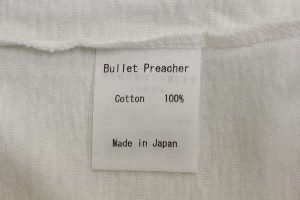 Bullet Preacher
Cotton 100%
Made in Japan